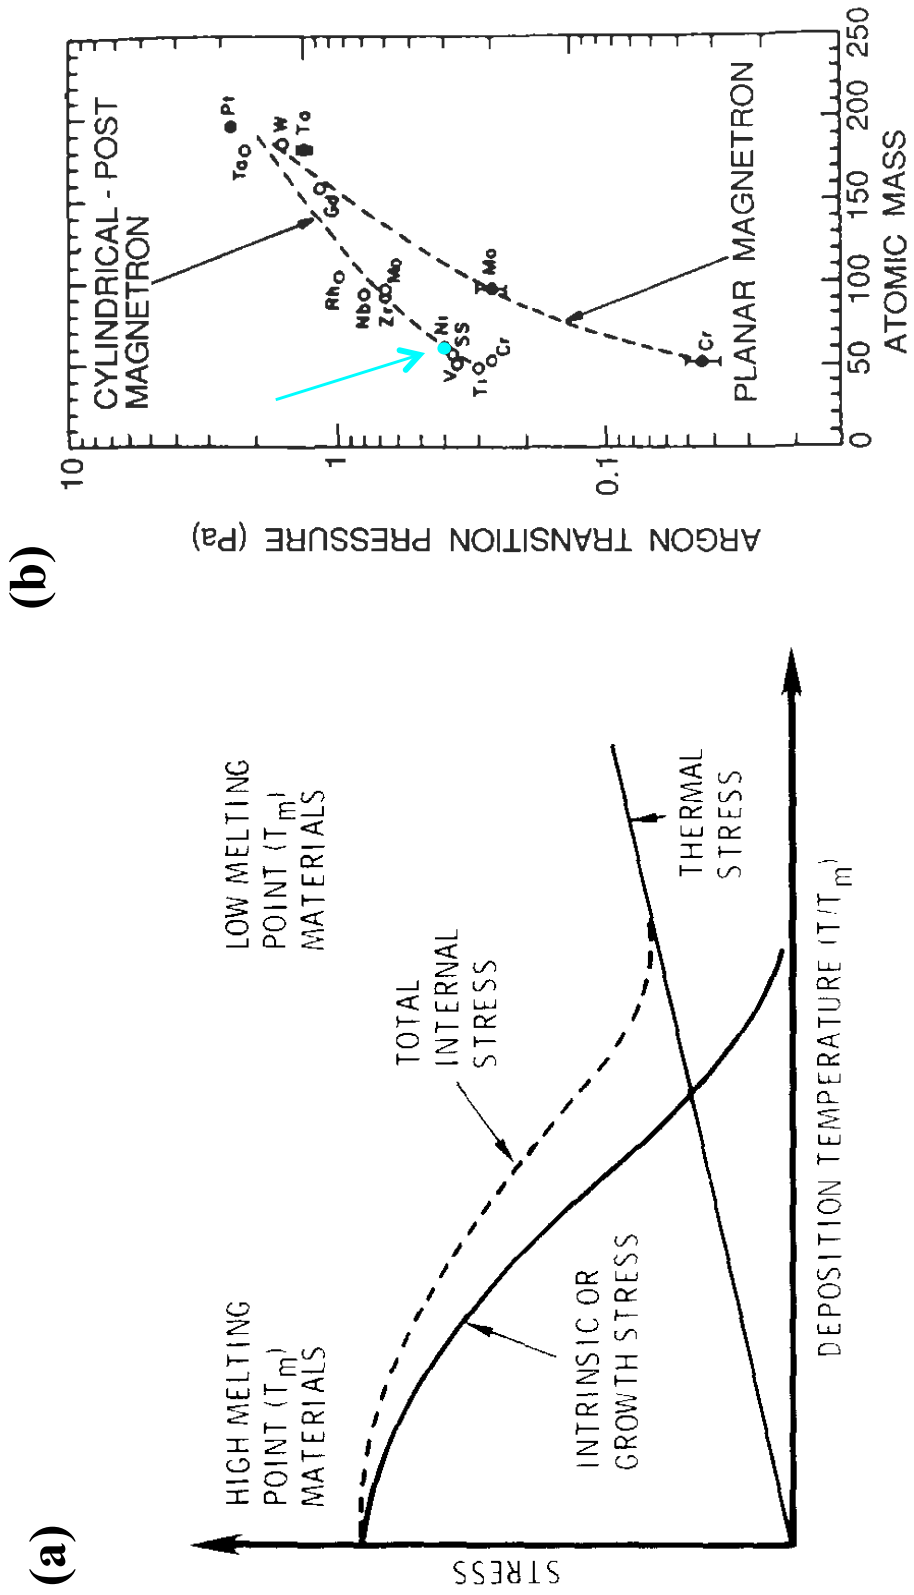 (a)
STRESS
HIGH MELTING
POINT (Tm)
MATERIALS
LOW MELTING
POINT (Tm)
MATERIALS
TOTAL
INTERNAL
STRESS
INTRINSIC OR
GROWTH STRESS
THERMAL
STRESS
DEPOSITION TEMPERATURE (T/Tm)
(b)
ARGON TRANSITION PRESSURE (Pa)
10
1
0.1
CYLINDRICAL - POST
MAGNETRON
Pt
Ta
W
Ta
Gd
Rh
Nb
Zr
Mo
Mo
Ni
SS
V
Ti
Cr
Cr
PLANAR MAGNETRON
0
50
100
150
200
250
ATOMIC MASS